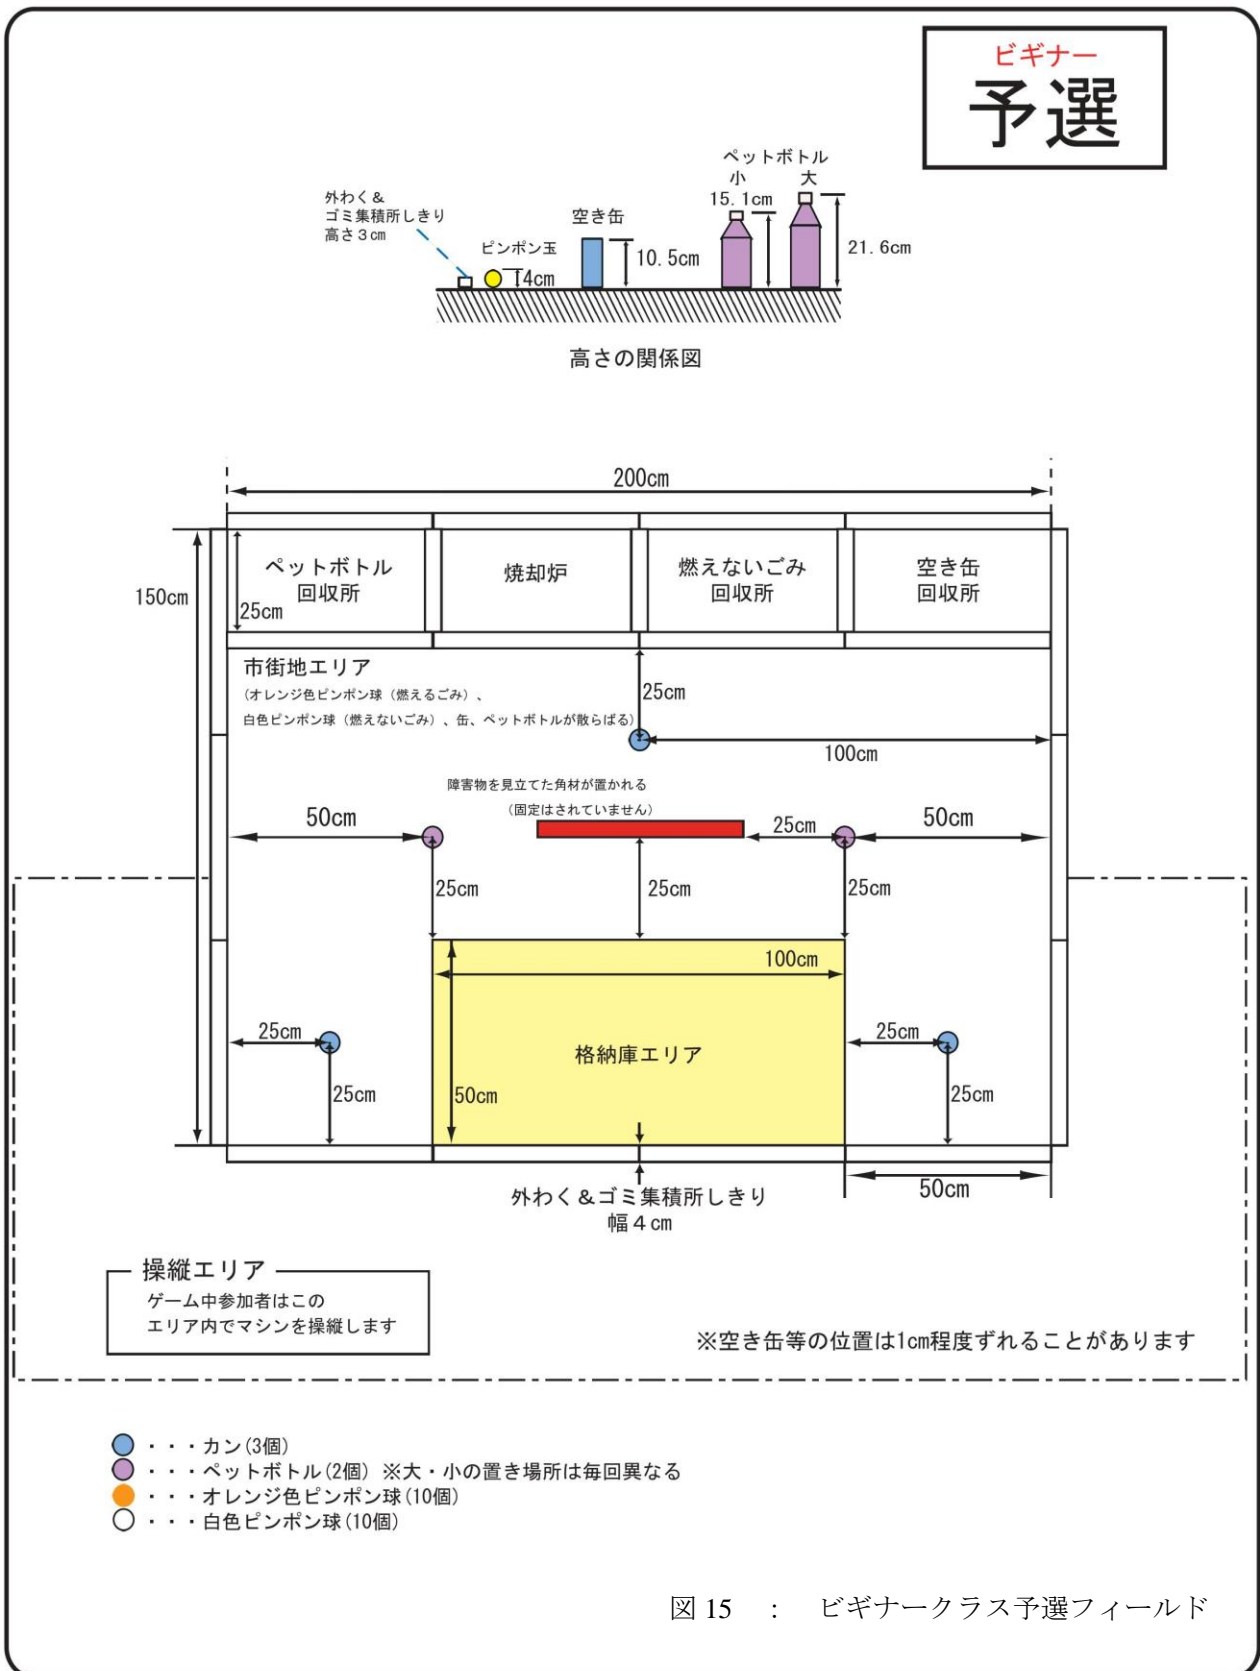 ビギナー
予選
ペットボトル
小 大
15.1cm
21.6cm
外わく＆
ゴミ集積所しきり
高さ３㎝
ピンポン玉
4cm
空き缶
10.5cm
高さの関係図
200cm
150cm
25cm
ペットボトル
回収所
焼却炉
燃えないごみ
回収所
空き缶
回収所
市街地エリア
（オレンジ色ピンポン球（燃えるごみ）、
白色ピンポン球（燃えないごみ）、缶、ペットボトルが散らばる）
25cm
100cm
障害物を見立てた角材が置かれる
（固定はされていません）
50cm
25cm
50cm
25cm
25cm
25cm
100cm
25cm
25cm
格納庫エリア
50cm
25cm
25cm
50cm
外わく＆ゴミ集積所しきり
幅４㎝
操縦エリア
ゲーム中参加者はこの
エリア内でマシンを操縦します
※空き缶等の位置は1cm程度ずれることがあります
・・・カン(3個)
・・・ペットボトル(2個) ※大・小の置き場所は毎回異なる
・・・オレンジ色ピンポン球(10個)
・・・白色ピンポン球(10個)
図 15 ： ビギナークラス予選フィールド